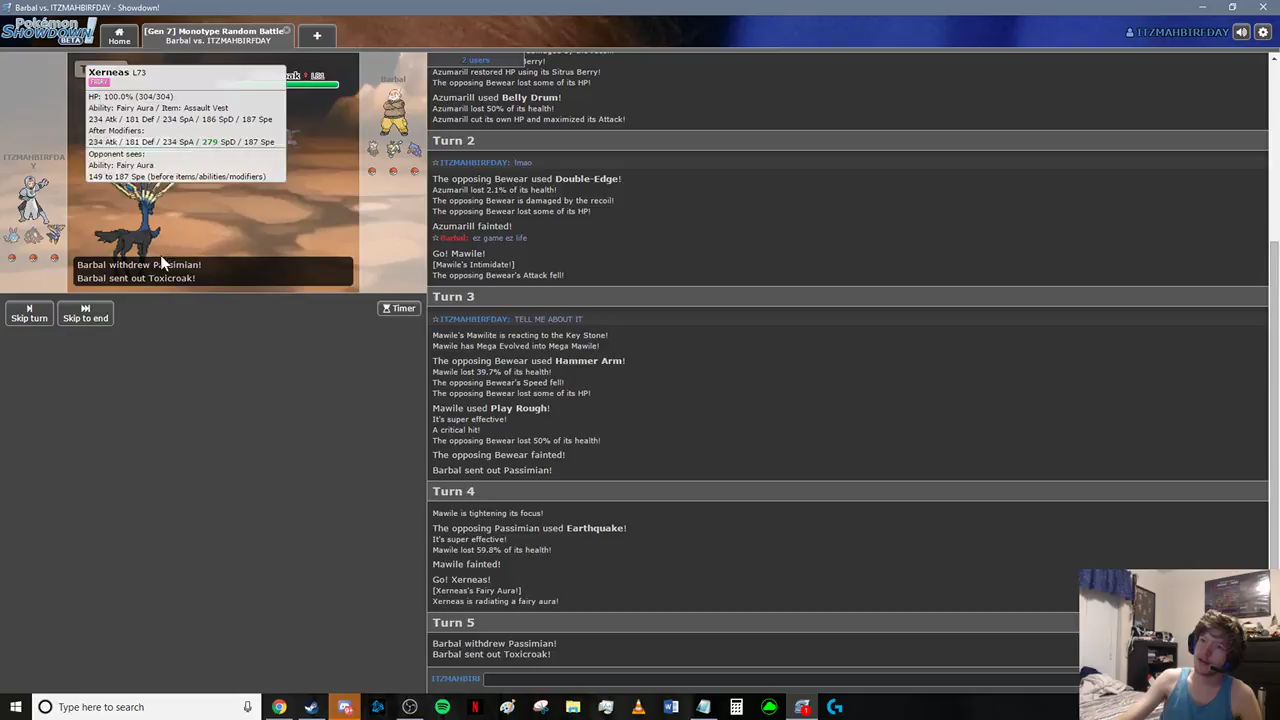 Barbal vs. ITZMAHBIRFDAY - Showdown!
Pokémon
SHOWDOWN!
BETA
Home
[Gen 7] Monotype Random Battle
Barbal vs. ITZMAHBIRFDAY
ITZMAHBIRFDAY
Xerneas L73
FAIRY
HP: 100.0% (304/304)
Ability: Fairy Aura / Item: Assault Vest
234 Atk / 181 Def / 234 SpA / 186 SpD / 187 Spe
After Modifiers:
234 Atk / 181 Def / 234 SpA / 279 SpD / 187 Spe
Opponent sees:
Ability: Fairy Aura
149 to 187 Spe (before items/abilities/modifiers)
L81
Barbal
ITZMAHBIRFDA
Y
Barbal withdrew Passimian!
Barbal sent out Toxicroak!
Skip turn
Skip to end
Timer
2 users
Azumarill restored HP using its Sitrus Berry!
The opposing Bewear lost some of its HP!
Azumarill used Belly Drum!
Azumarill lost 50% of its health!
Azumarill cut its own HP and maximized its Attack!
Turn 2
☆ITZMAHBIRFDAY: lmao
The opposing Bewear used Double-Edge!
Azumarill lost 2.1% of its health!
The opposing Bewear is damaged by the recoil!
The opposing Bewear lost some of its HP!
Azumarill fainted!
☆Barbal: ez game ez life
Go! Mawile!
[Mawile's Intimidate!]
The opposing Bewear's Attack fell!
Turn 3
☆ITZMAHBIRFDAY: TELL ME ABOUT IT
Mawile's Mawilite is reacting to the Key Stone!
Mawile has Mega Evolved into Mega Mawile!
The opposing Bewear used Hammer Arm!
Mawile lost 39.7% of its health!
The opposing Bewear's Speed fell!
The opposing Bewear lost some of its HP!
Mawile used Play Rough!
It's super effective!
A critical hit!
The opposing Bewear lost 50% of its health!
The opposing Bewear fainted!
Barbal sent out Passimian!
Turn 4
Mawile is tightening its focus!
The opposing Passimian used Earthquake!
It's super effective!
Mawile lost 59.8% of its health!
Mawile fainted!
Go! Xerneas!
[Xerneas's Fairy Aura!]
Xerneas is radiating a fairy aura!
Turn 5
Barbal withdrew Passimian!
Barbal sent out Toxicroak!
ITZMAHBIRF
Type here to search